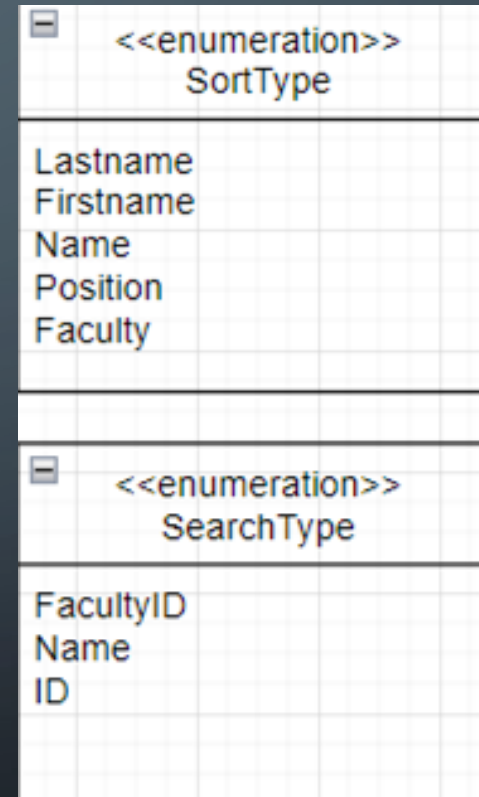 <<enumeration>>
SortType
Lastname
Firstname
Name
Position
Faculty
<<enumeration>>
SearchType
FacultyID
Name
ID